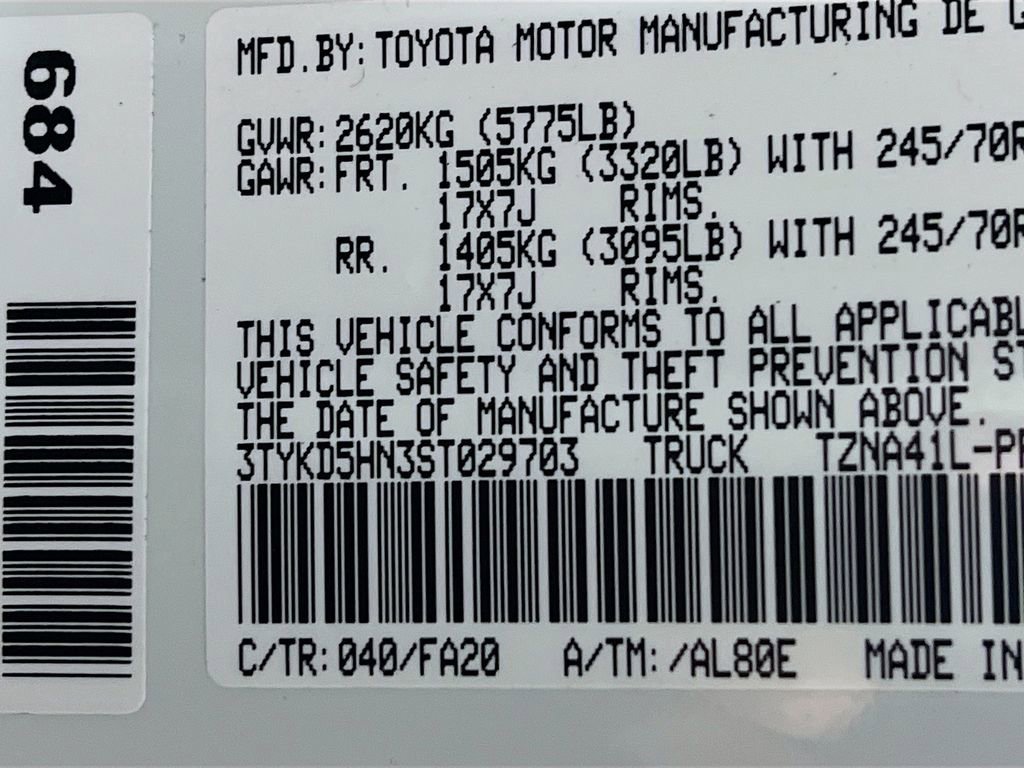 684
MFD.BY: TOYOTA MOTOR MANUFACTURING DE
GVWR: 2620KG (5775LB)
GAWR: FRT. 1505KG (3320LB) WITH 245/70R
17X7J RIMS.
RR. 1405KG (3095LB) WITH 245/70R
17X7J RIMS.
THIS VEHICLE CONFORMS TO ALL
VEHICLE SAFETY AND THEFT PREVENTION
THE DATE OF MANUFACTURE SHOWN ABOVE.
3TYKD5HN3ST029703 TRUCK
C/TR: 040/FA20 A/TM: /AL80E MADE IN